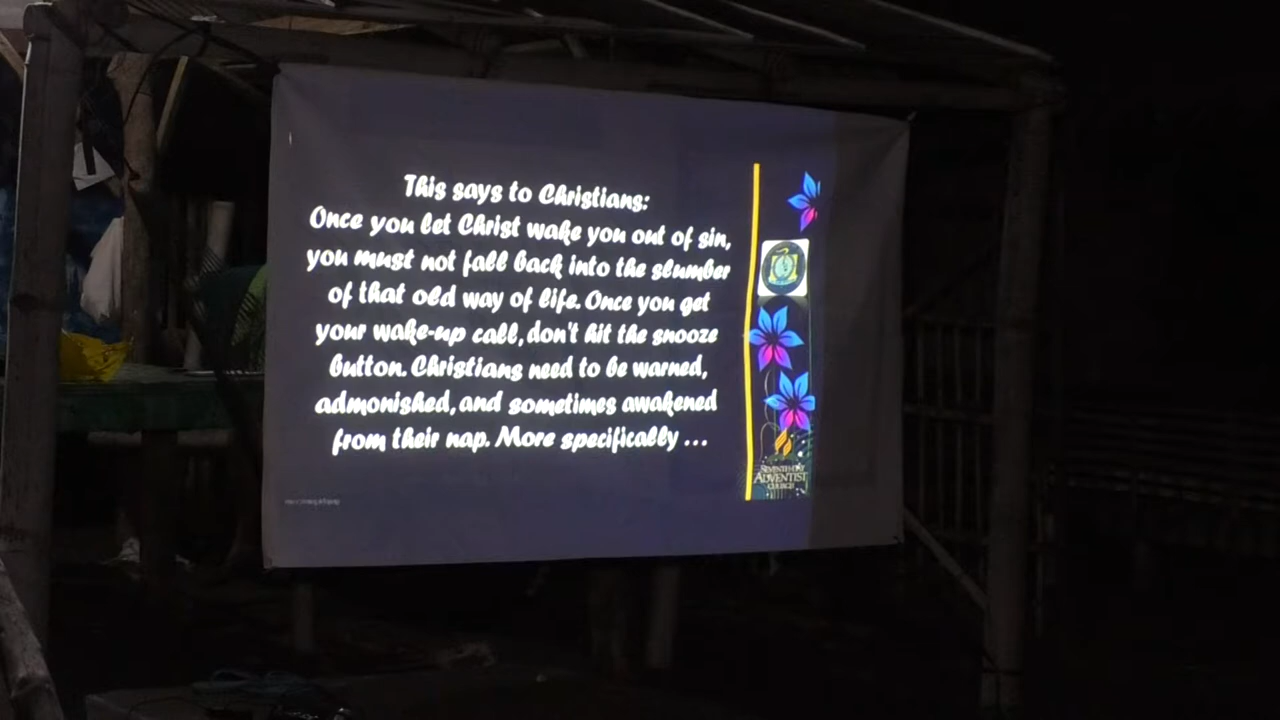 This says to Christians:
Once you let Christ wake you out of sin,
you must not fall back into the slumber
of that old way of life. Once you get
your wake-up call, don't hit the snooze
button. Christians need to be warned,
admonished, and sometimes awakened
from their nap. More specifically ...
SEVENTH-DAY
ADVENTIST
CHURCH